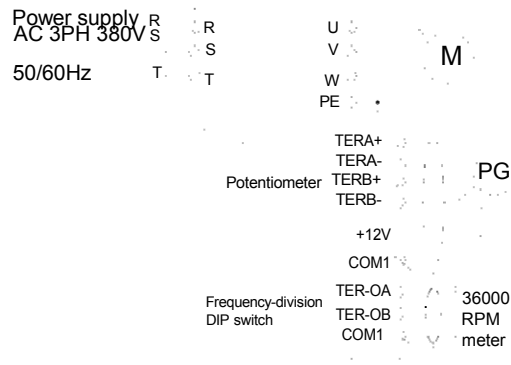 Power supply R
AC 3PH 380V S
50/60Hz T
R
S
T
U
V
W
PE
M
TERA+
TERA-
Potentiometer TERB+
TERB-
PG
+12V
COM1
Frequency-division
DIP switch
TER-OA
TER-OB
COM1
36000
RPM
meter